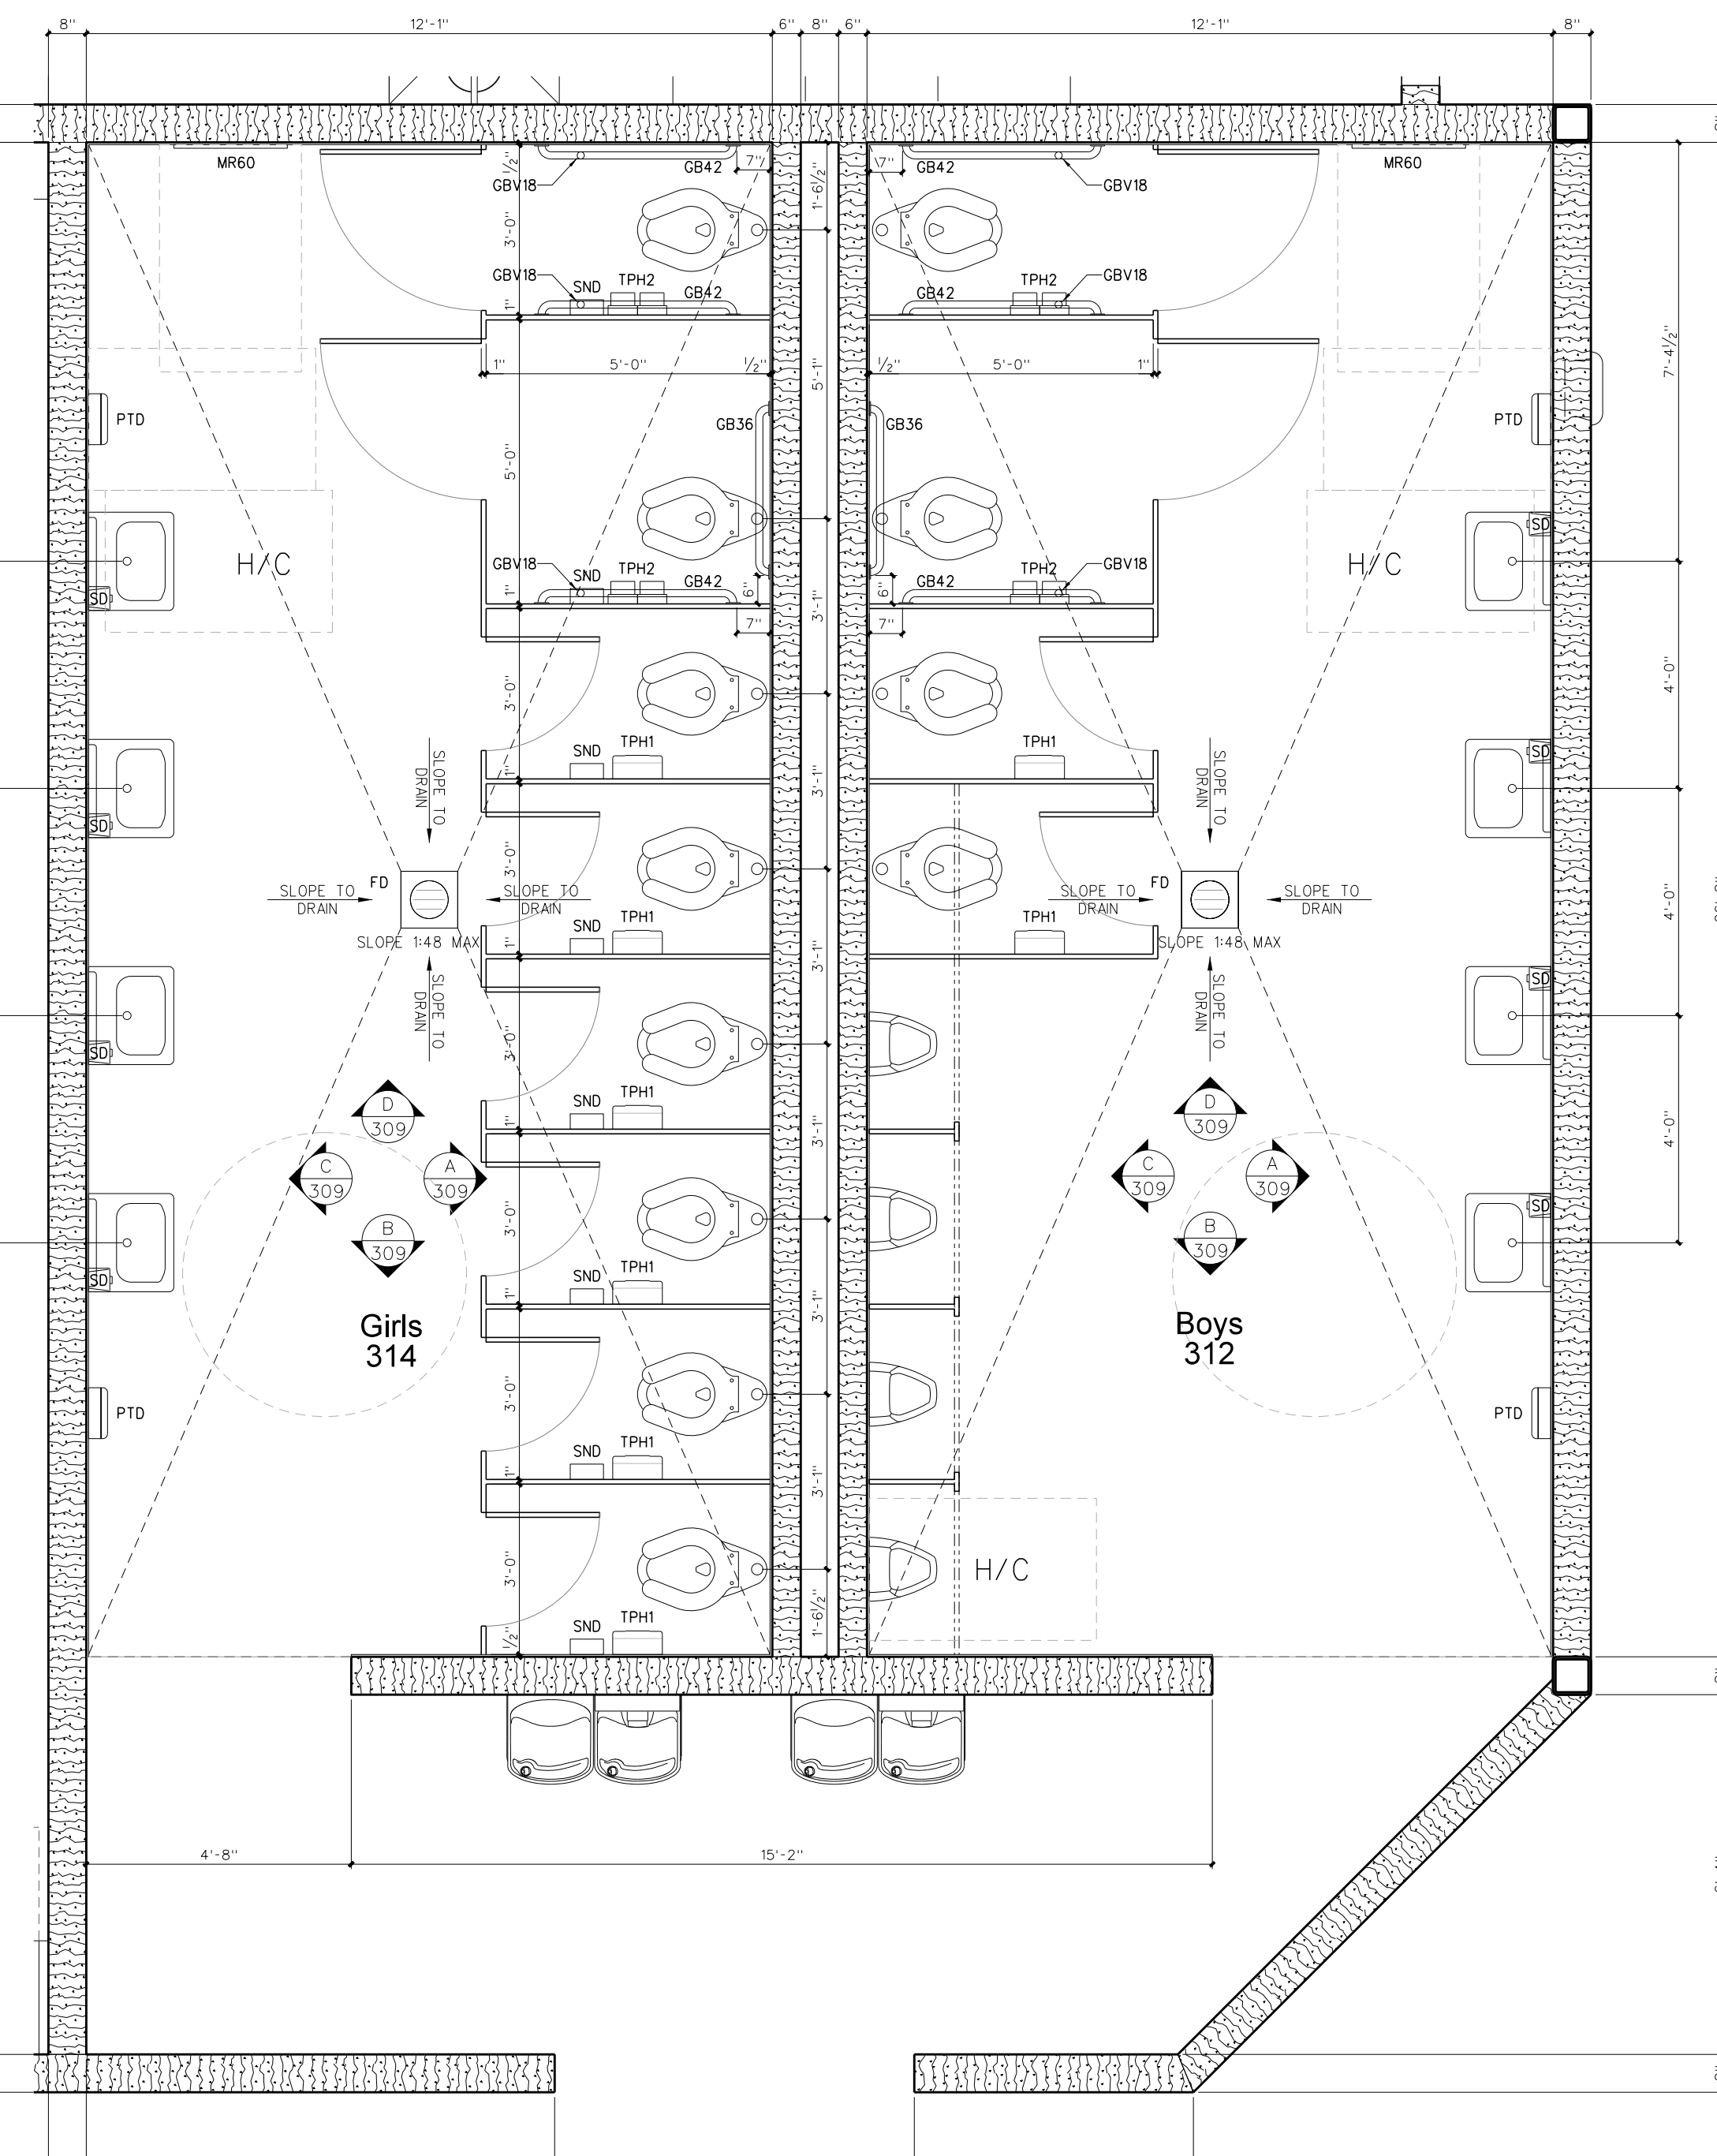 8" 12'-1" 6" 8" 6" 12'-1" 8"
MR60 GBV18 GB42 7" 7" GB42 GBV18 MR60
1/2" 1'-6 1/2"
3'-0"
GBV18 SND TPH2 GB42 GB42 TPH2 GBV18
1"
1" 5'-0" 1/2" 5'-1" 1/2" 5'-0" 1" 7'-4 1/2"
PTD GB36 GB36 PTD
5'-0"
SD H/C GBV18 SND TPH2 GB42 6" 6" GB42 TPH2 GBV18 H/C SD
1" 3'-1"
7" 7"
3'-0" 4'-0"
SND TPH1 TPH1 SD
1" 3'-1"
SLOPE TO
DRAIN
SLOPE TO
DRAIN
SD 3'-0"
FD FD
SLOPE TO
DRAIN
SLOPE TO
DRAIN
SLOPE TO
DRAIN
SLOPE TO
DRAIN
4'-0"
SND TPH1 TPH1
SLOPE 1:48 MAX SLOPE 1:48 MAX
1" 3'-1"
SLOPE TO
DRAIN
SLOPE TO
DRAIN
SD 3'-0" SD
SND TPH1
1" 3'-1" 4'-0"
D
309
D
309
C
309
A
309
C
309
A
309
B
309
B
309
3'-0" SD
SD SND TPH1
1" 3'-1"
Girls
314
Boys
312
3'-0"
PTD PTD
SND TPH1
1" 3'-1"
3'-0" H/C
SND TPH1
1/2" 1'-6 1/2"
4'-8" 15'-2"